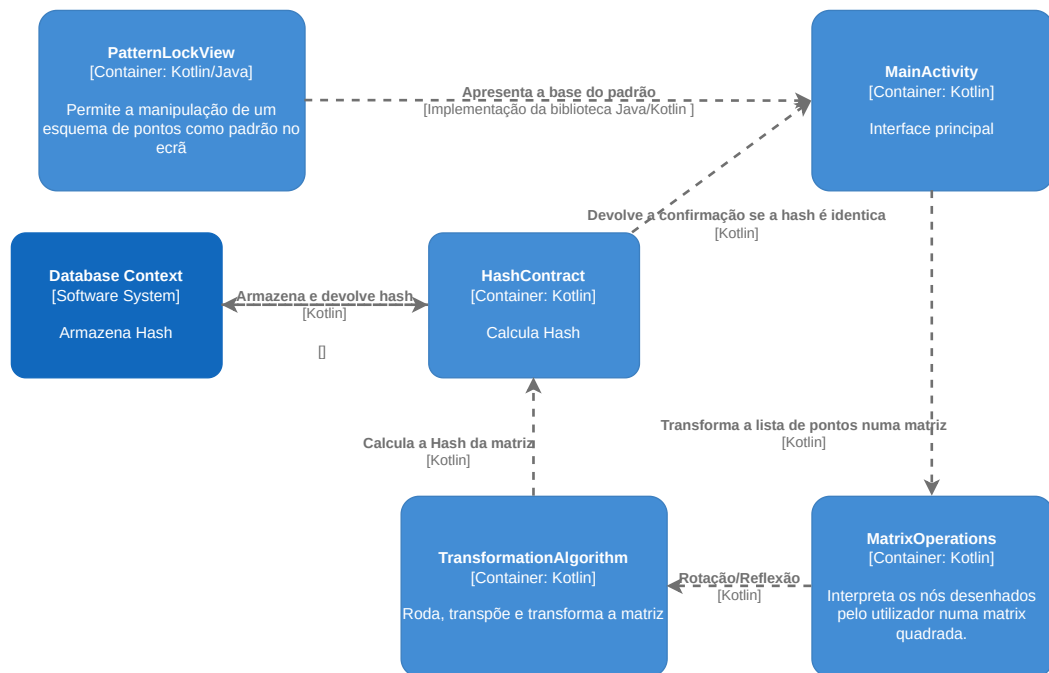 PatternLockView
[Container: Kotlin/Java]
Permite a manipulação de um
esquema de pontos como padrão no
ecrã
Apresenta a base do padrão
[Implementação da biblioteca Java/Kotlin ]
MainActivity
[Container: Kotlin]
Interface principal
Devolve a confirmação se a hash é identica
[Kotlin]
Database Context
[Software System]
Armazena Hash
Armazena e devolve hash
[Kotlin]
[]
HashContract
[Container: Kotlin]
Calcula Hash
Calcula a Hash da matriz
[Kotlin]
Transforma a lista de pontos numa matriz
[Kotlin]
TransformationAlgorithm
[Container: Kotlin]
Roda, transpõe e transforma a matriz
Rotação/Reflexão
[Kotlin]
MatrixOperations
[Container: Kotlin]
Interpreta os nós desenhados
pelo utilizador numa matrix
quadrada.